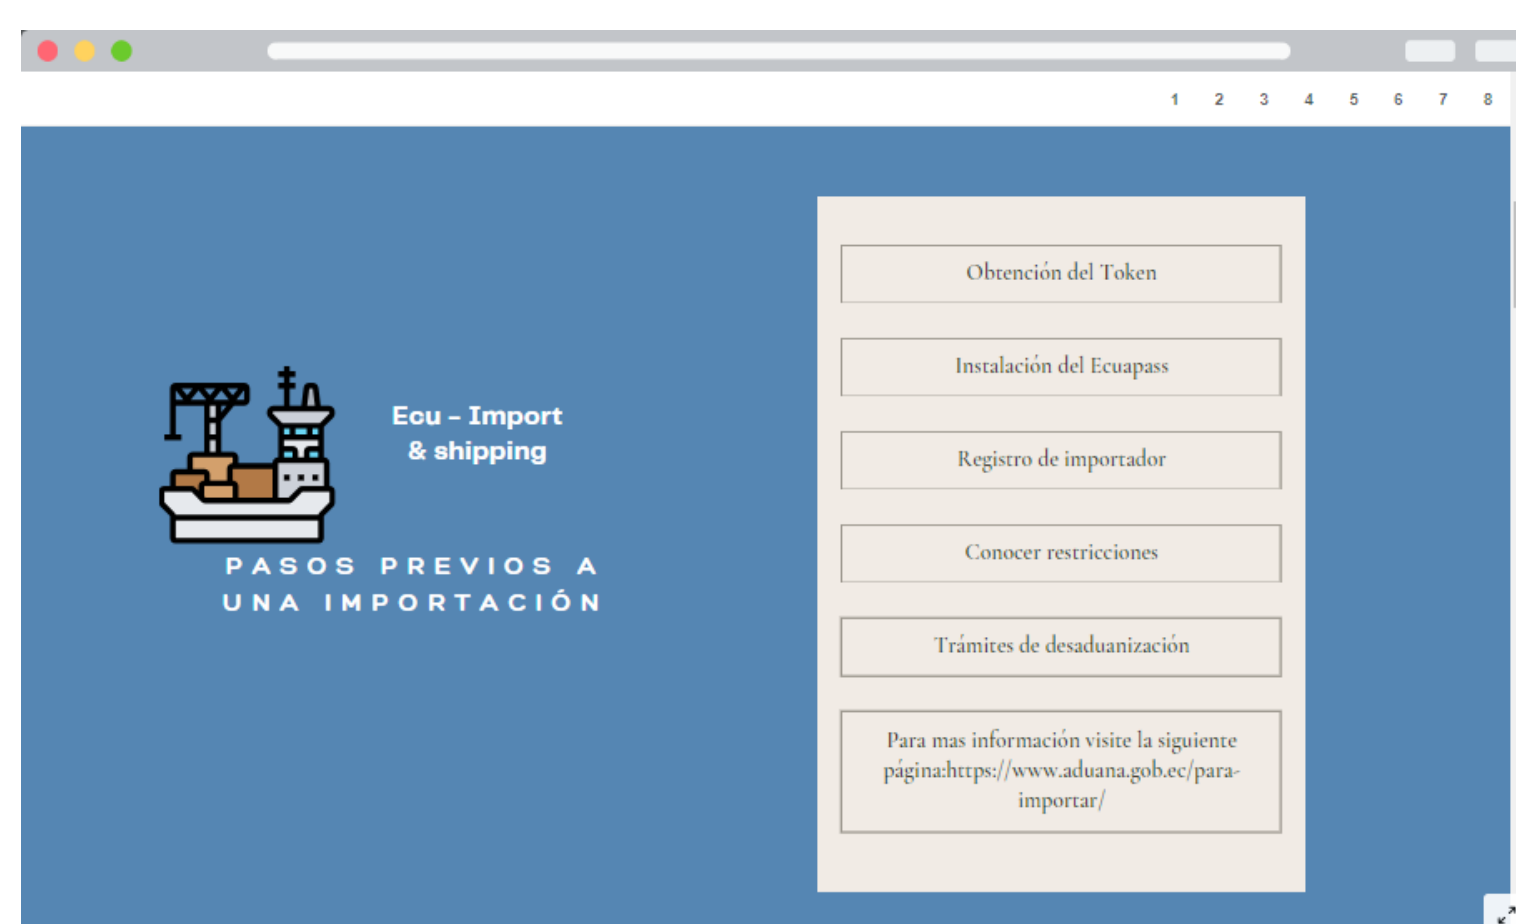 1 2 3 4 5 6 7 8
Ecu - Import
& shipping
PASOS PREVIOS A
UNA IMPORTACIÓN
Obtención del Token
Instalación del Ecuapass
Registro de importador
Conocer restricciones
Trámites de desaduanización
Para mas información visite la siguiente
página:https://www.aduana.gob.ec/para-
importar/